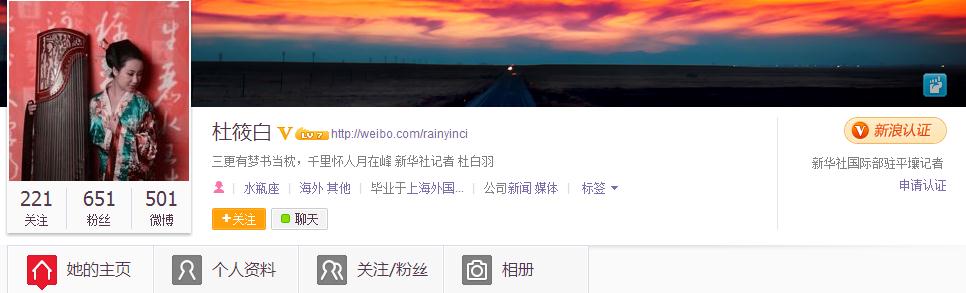 杜筱白 V LV 7 http://weibo.com/rainyinci
新浪认证
三更有梦书当枕，千里怀人月在峰 新华社记者 杜白羽
新华社国际部驻平壤记者
水瓶座 海外 其他 毕业于上海外国... 公司新闻 媒体 标签
申请认证
221 651 501
关注 粉丝 微博
+关注 聊天
她的主页 个人资料 关注/粉丝 相册